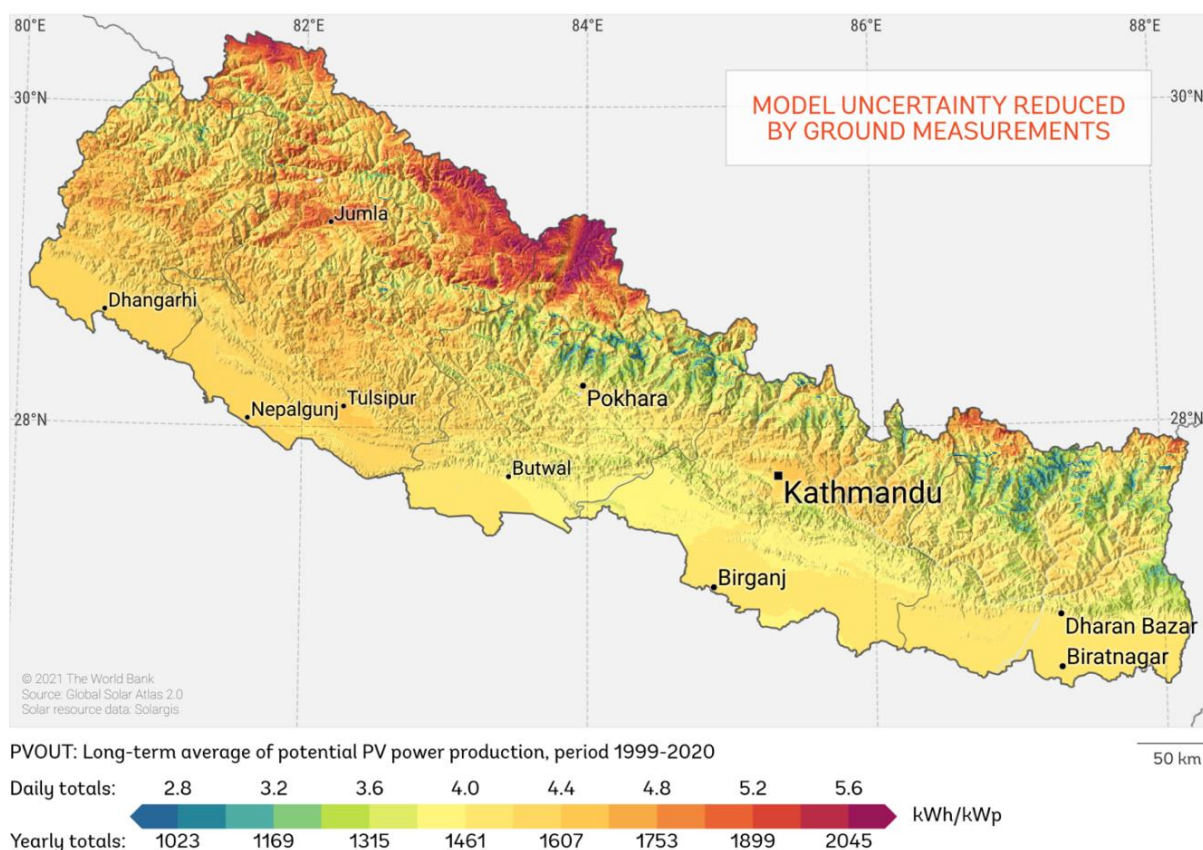 80°E 82°E 84°E 86°E 88°E
30°N 30°N
MODEL UNCERTAINTY REDUCED
BY GROUND MEASUREMENTS
Jumla
Dhangarhi
Nepalgunj
Tulsipur
Pokhara
28°N 28°N
Butwal
Kathmandu
Birganj
Dharan Bazar
Biratnagar
© 2021 The World Bank
Source: Global Solar Atlas 2.0
Solar resource data: Solargis
82°E 84°E 86°E 88°E
PVOUT: Long-term average of potential PV power production, period 1999-2020
50 km
Daily totals: 2.8 3.2 3.6 4.0 4.4 4.8 5.2 5.6
kWh/kWp
Yearly totals: 1023 1169 1315 1461 1607 1753 1899 2045